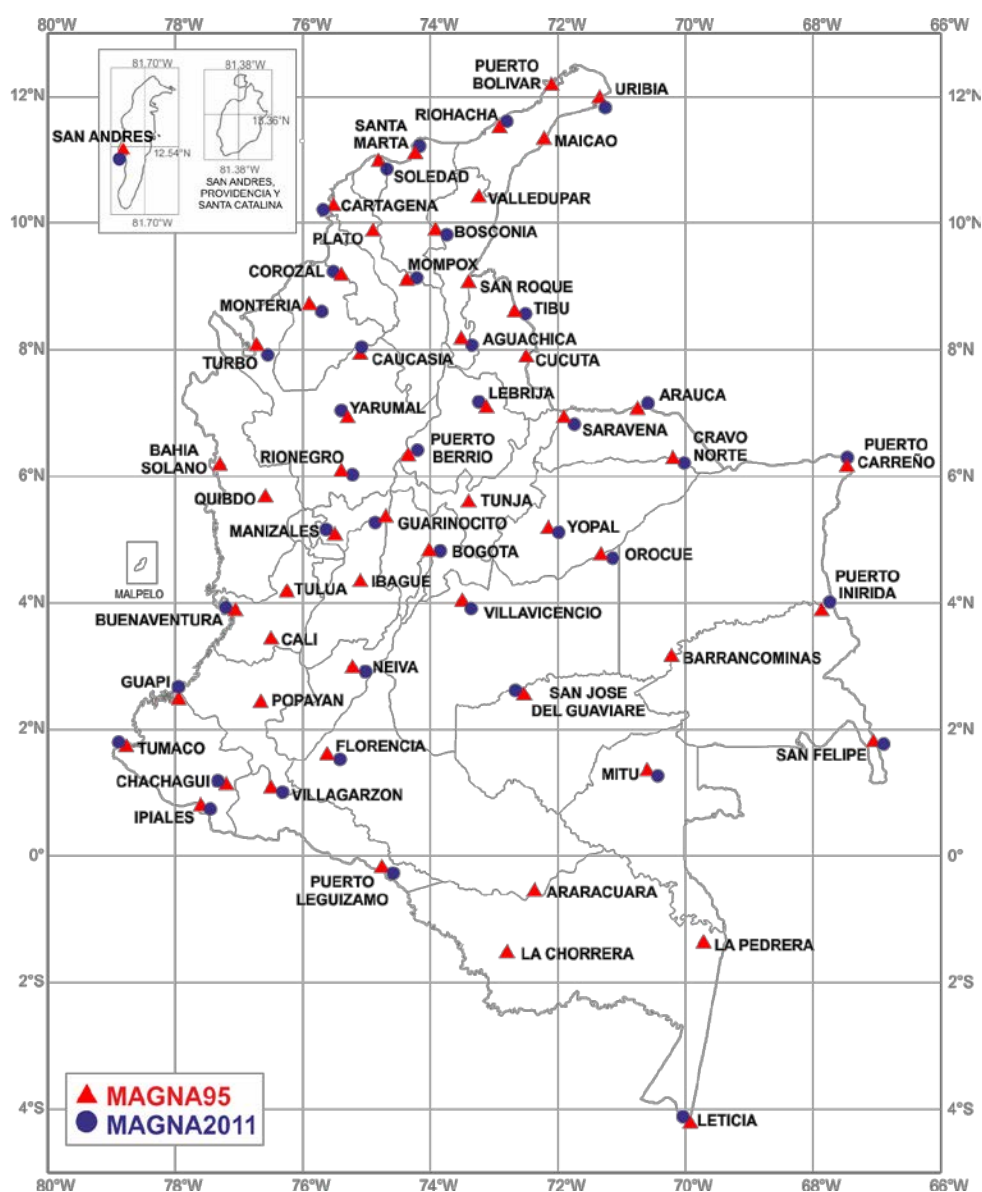 80°W
78°W
76°W
74°W
72°W
70°W
68°W
66°W
81.70°W
81.38°W
SAN ANDRES
12.54°N
13.36°N
81.70°W
81.38°W
SAN ANDRES,
PROVIDENCIA Y
SANTA CATALINA
PUERTO
BOLIVAR
URIBIA
12°N
12°N
RIOHACHA
SANTA
MARTA
MAICAO
SOLEDAD
VALLEDUPAR
CARTAGENA
10°N
10°N
PLATO
BOSCONIA
COROZAL
MOMPOX
SAN ROQUE
MONTERIA
TIBU
AGUACHICA
8°N
8°N
TURBO
CAUCASIA
CUCUTA
LEBRIJA
ARAUCA
YARUMAL
SARAVENA
CRAVO
NORTE
PUERTO
BERRIO
PUERTO
CARREÑO
BAHIA
SOLANO
RIONEGRO
6°N
6°N
QUIBDO
TUNJA
MANIZALES
GUARINOCITO
YOPAL
BOGOTA
OROCUE
MALPELO
TULUA
IBAGUE
PUERTO
INIRIDA
4°N
4°N
BUENAVENTURA
VILLAVICENCIO
CALI
BARRANCOMINAS
NEIVA
GUAPI
POPAYAN
SAN JOSE
DEL GUAVIARE
2°N
2°N
TUMACO
FLORENCIA
SAN FELIPE
CHACHAGUI
VILLAGARZON
MITU
IPIALES
0°
0°
PUERTO
LEGUIZAMO
ARARACUARA
LA CHORRERA
LA PEDRERA
2°S
2°S
MAGNA95
MAGNA2011
4°S
4°S
LETICIA
80°W
78°W
76°W
74°W
72°W
70°W
68°W
66°W